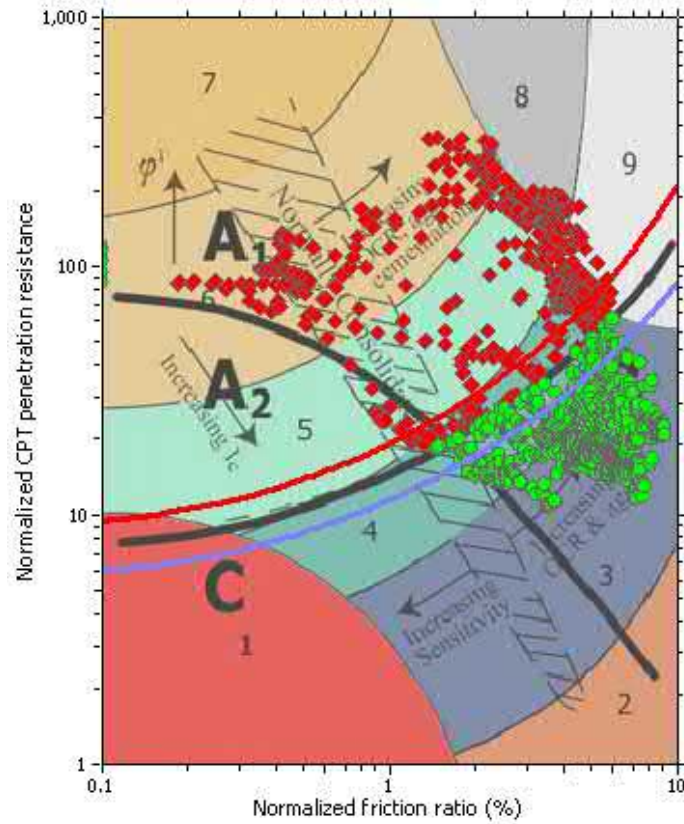 1,000
7
8
9
φ'
Increasing
OCR
cementation
Normally Consolid
A1
100
6
A2
Increasing Ic
5
10
4
Increasing
OCR & age
C
3
Increasing
Sensitivity
1
2
1
0.1
1
10
Normalized CPT penetration resistance
Normalized friction ratio (%)